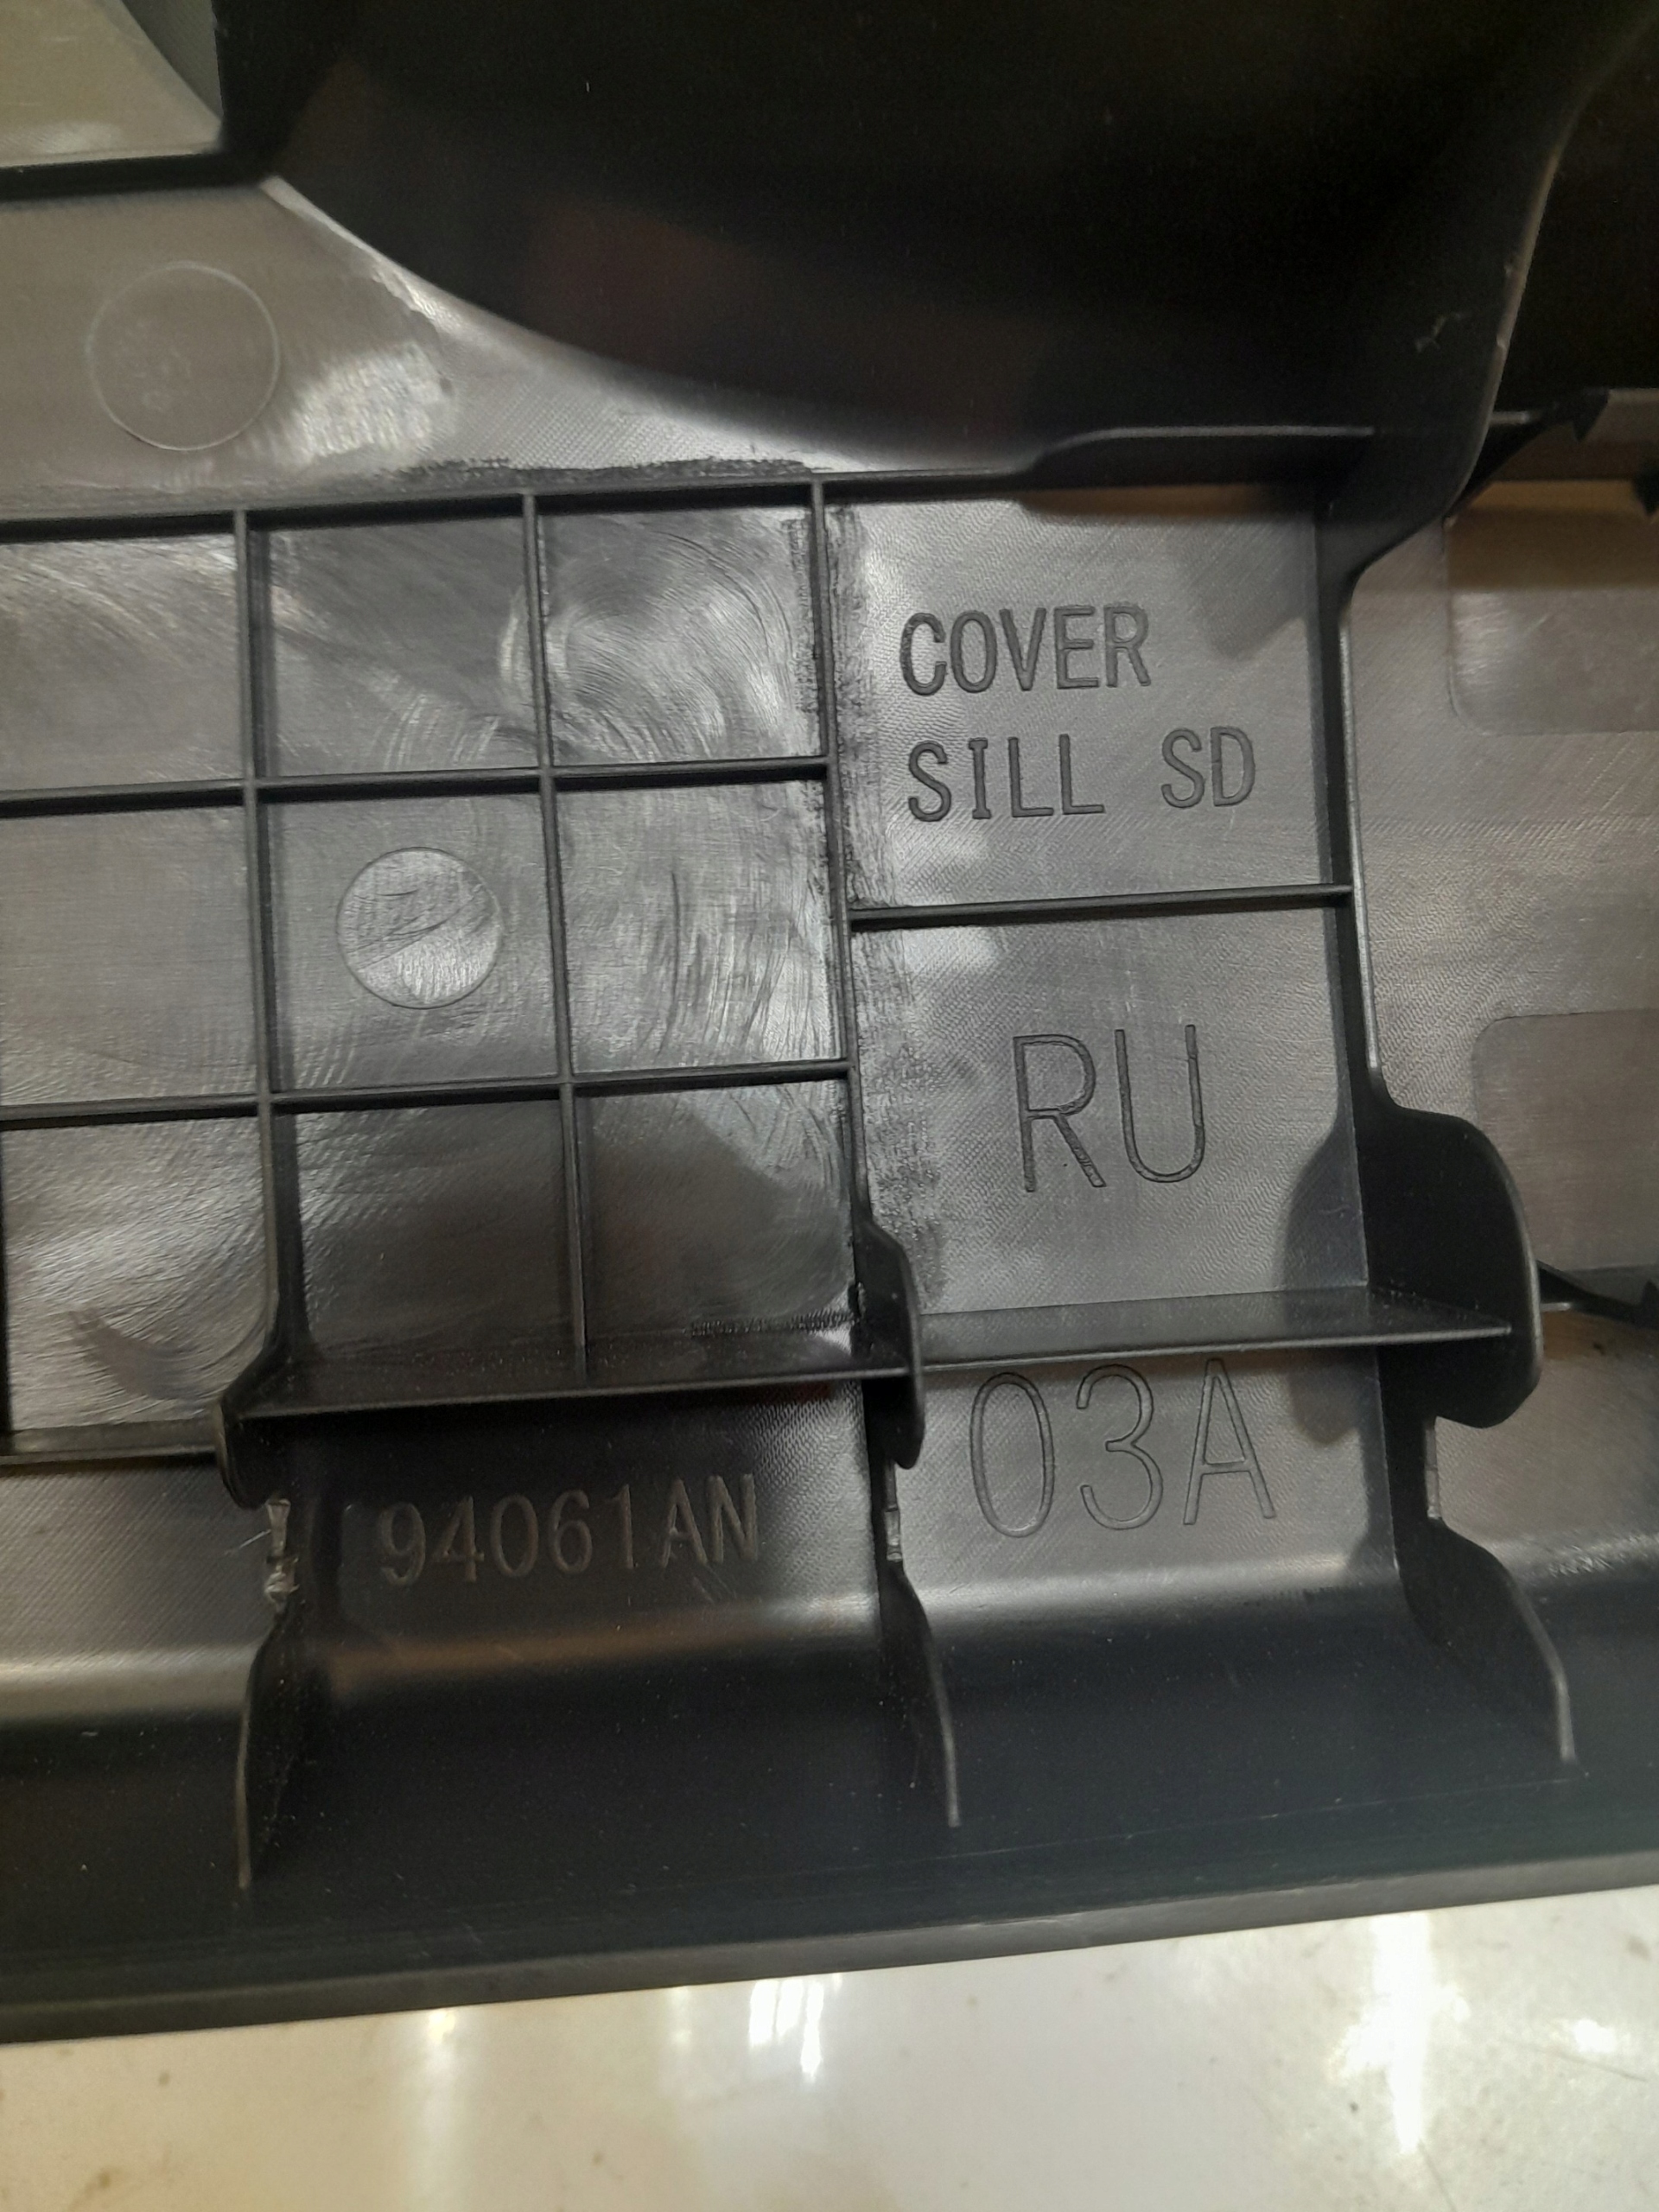 COVER
SILL SD
RU
03A
94061AN